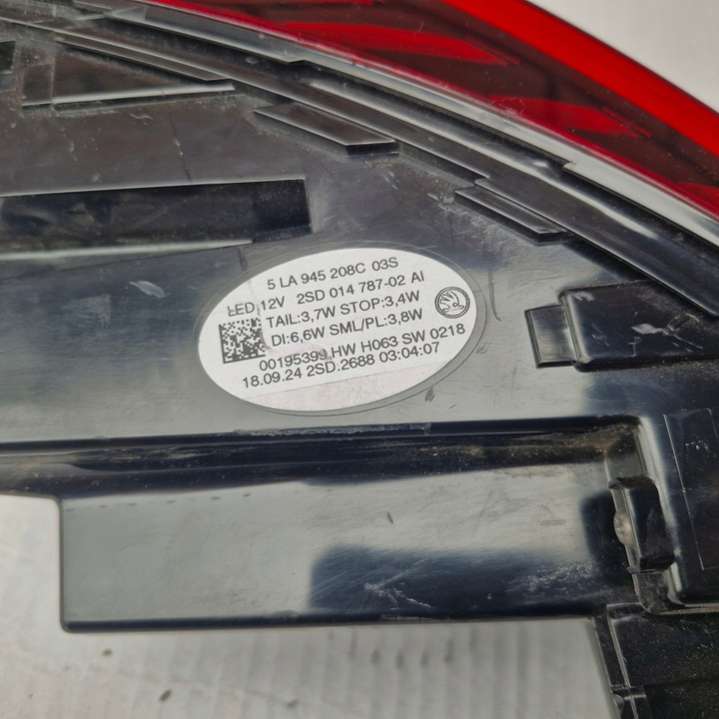 5 LA 945 208C 03S
LED 12V 2SD 014 787-02 AI
TAIL:3,7W STOP:3,4W
DI:6,6W SML/PL:3,8W
00195399 HW H063 SW 0218
18.09.24 2SD.2688 03:04:07